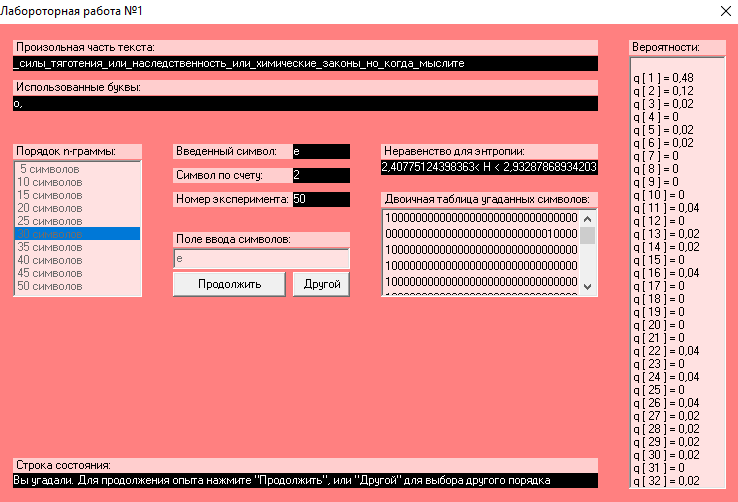 Лабороторная работа №1
Произольная часть текста:
_силы_тяготения_или_наследственность_или_химические_законы_но_когда_мыслите
Использованные буквы:
о,
Порядок n-граммы:
5 символов
10 символов
15 символов
20 символов
25 символов
30 символов
35 символов
40 символов
45 символов
50 символов
Введенный символ: е
Символ по счету: 2
Номер эксперимента: 50
Поле ввода символов:
е
Продолжить
Другой
Неравенство для энтропии:
2,40775124398363< H < 2,93287868934203
Двоичная таблица угаданных символов:
10000000000000000000000000000000
00000000000000000000000000010000
10000000000000000000000000000000
10000000000000000000000000000000
10000000000000000000000000000000
Вероятности:
q [ 1 ] = 0,48
q [ 2 ] = 0,12
q [ 3 ] = 0,02
q [ 4 ] = 0
q [ 5 ] = 0,02
q [ 6 ] = 0,02
q [ 7 ] = 0
q [ 8 ] = 0
q [ 9 ] = 0
q [ 10 ] = 0
q [ 11 ] = 0,04
q [ 12 ] = 0
q [ 13 ] = 0,02
q [ 14 ] = 0,02
q [ 15 ] = 0
q [ 16 ] = 0,04
q [ 17 ] = 0
q [ 18 ] = 0
q [ 19 ] = 0
q [ 20 ] = 0
q [ 21 ] = 0
q [ 22 ] = 0,04
q [ 23 ] = 0
q [ 24 ] = 0,04
q [ 25 ] = 0
q [ 26 ] = 0,04
q [ 27 ] = 0,02
q [ 28 ] = 0,02
q [ 29 ] = 0,02
q [ 30 ] = 0,02
q [ 31 ] = 0
q [ 32 ] = 0,02
Строка состояния:
Вы угадали. Для продолжения опыта нажмите "Продолжить", или "Другой" для выбора другого порядка